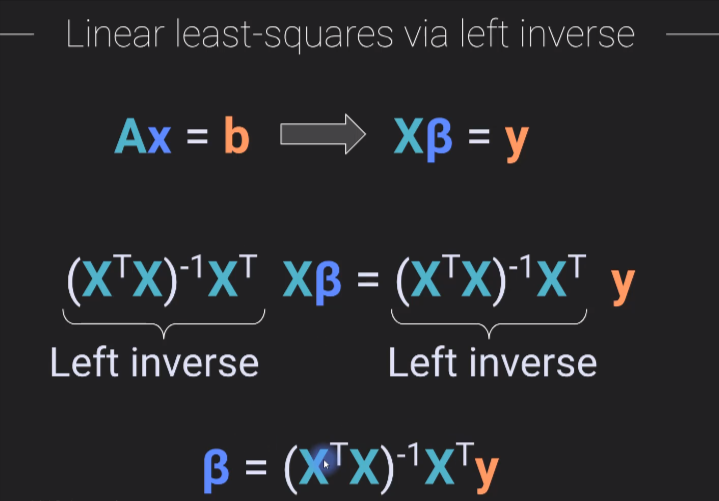 Linear least-squares via left inverse
Ax = b Xβ = y
(XᵀX)⁻¹Xᵀ Xβ = (XᵀX)⁻¹Xᵀ y
Left inverse Left inverse
β = (XᵀX)⁻¹Xᵀy